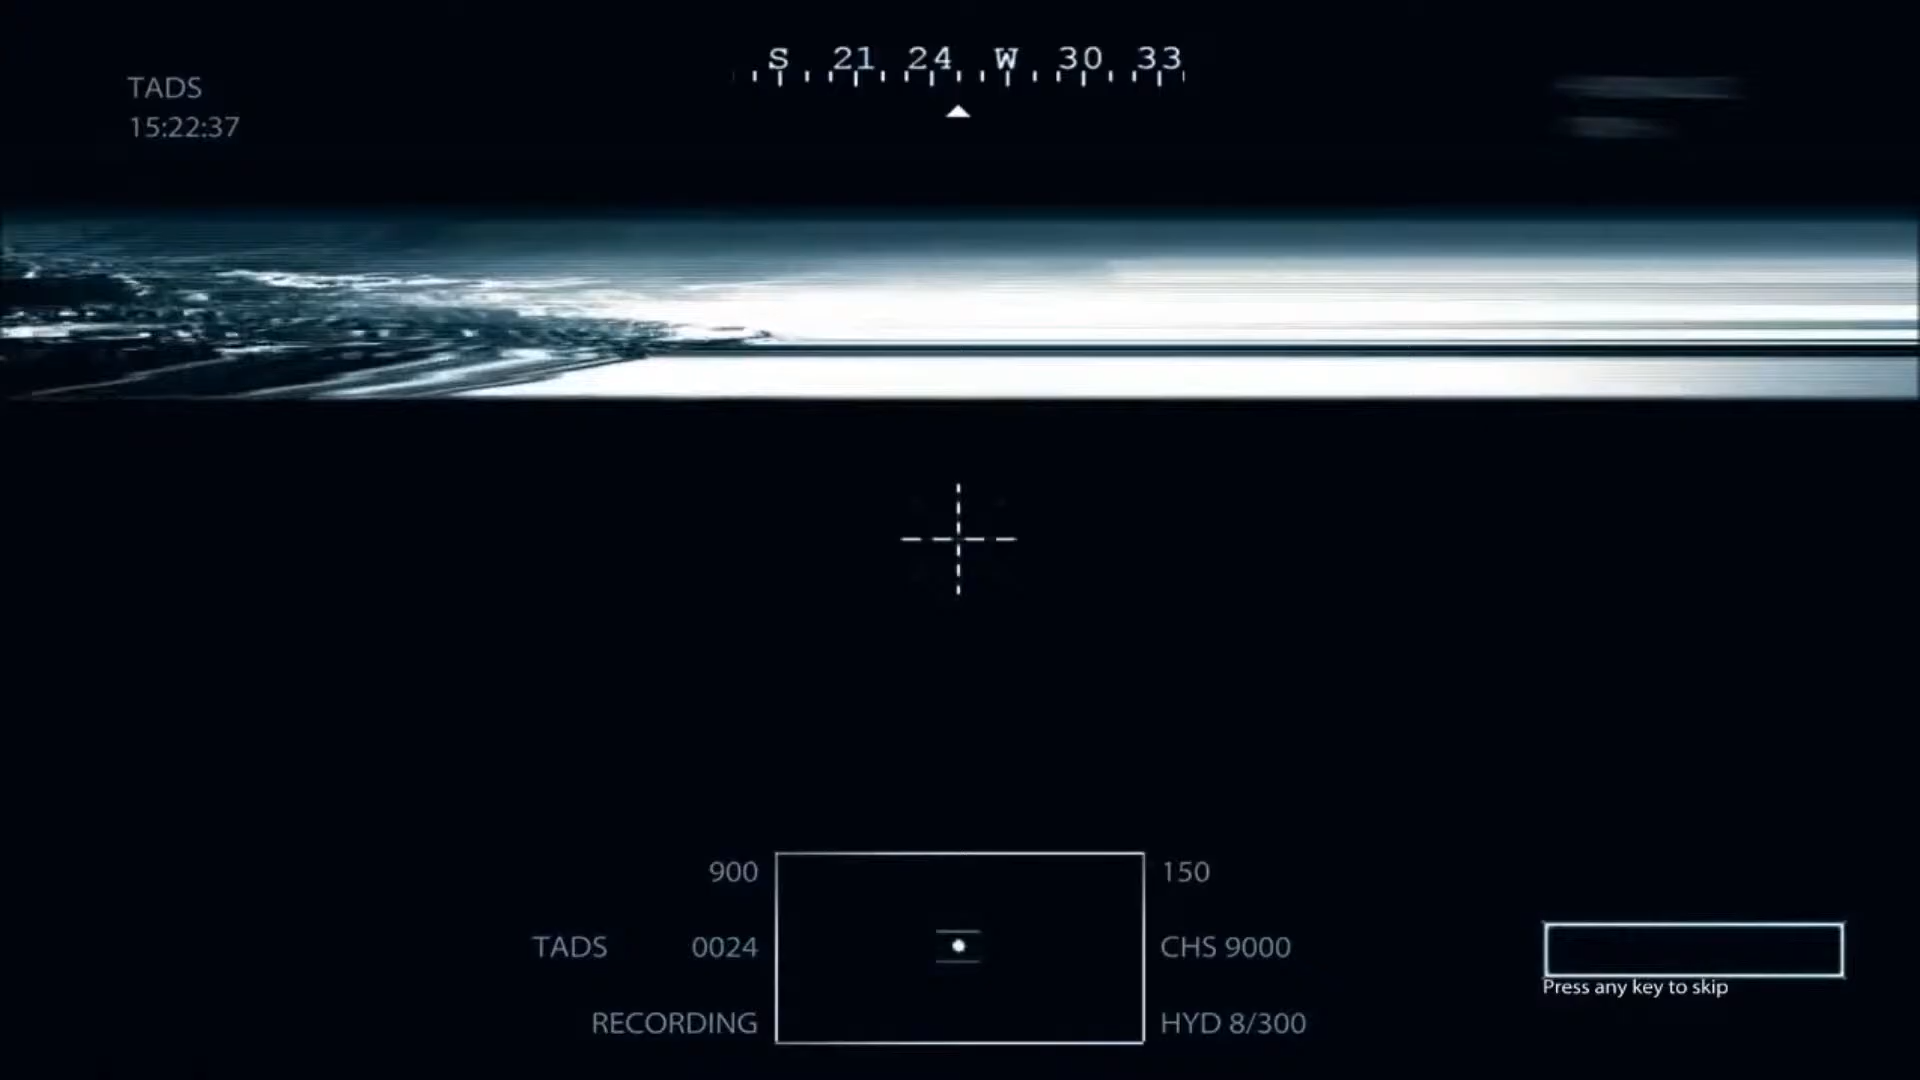 S 21 24 W 30 33
TADS
15:22:37
900
150
TADS 0024
CHS 9000
RECORDING
HYD 8/300
Press any key to skip